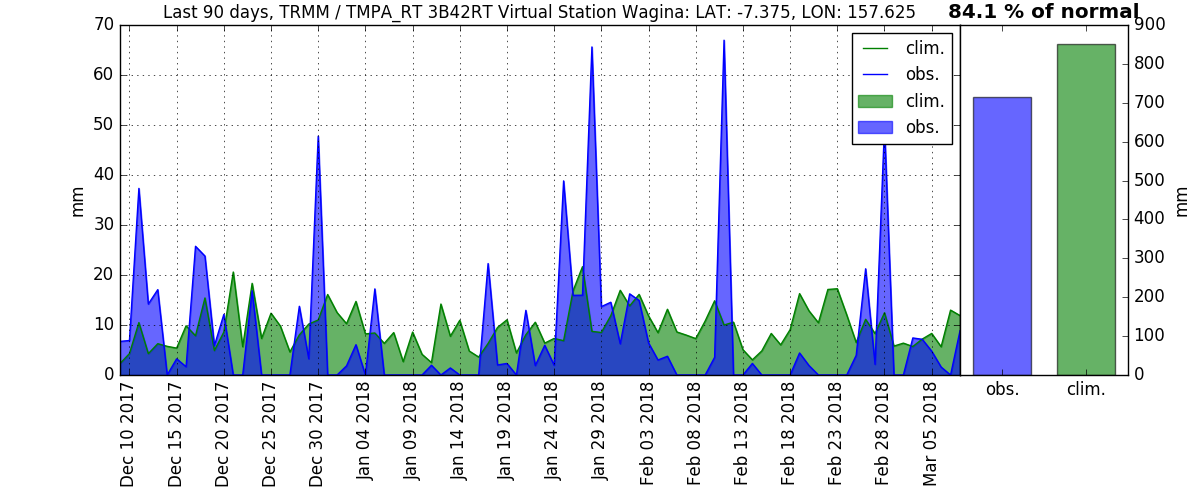 Last 90 days, TRMM / TMPA_RT 3B42RT Virtual Station Wagina: LAT: -7.375, LON: 157.625
84.1 % of normal
70
60
50
40
30
20
10
0
mm
clim.
obs.
clim.
obs.
Dec 10 2017
Dec 15 2017
Dec 20 2017
Dec 25 2017
Dec 30 2017
Jan 04 2018
Jan 09 2018
Jan 14 2018
Jan 19 2018
Jan 24 2018
Jan 29 2018
Feb 03 2018
Feb 08 2018
Feb 13 2018
Feb 18 2018
Feb 23 2018
Feb 28 2018
Mar 05 2018
900
800
700
600
500
400
300
200
100
0
mm
obs.
clim.